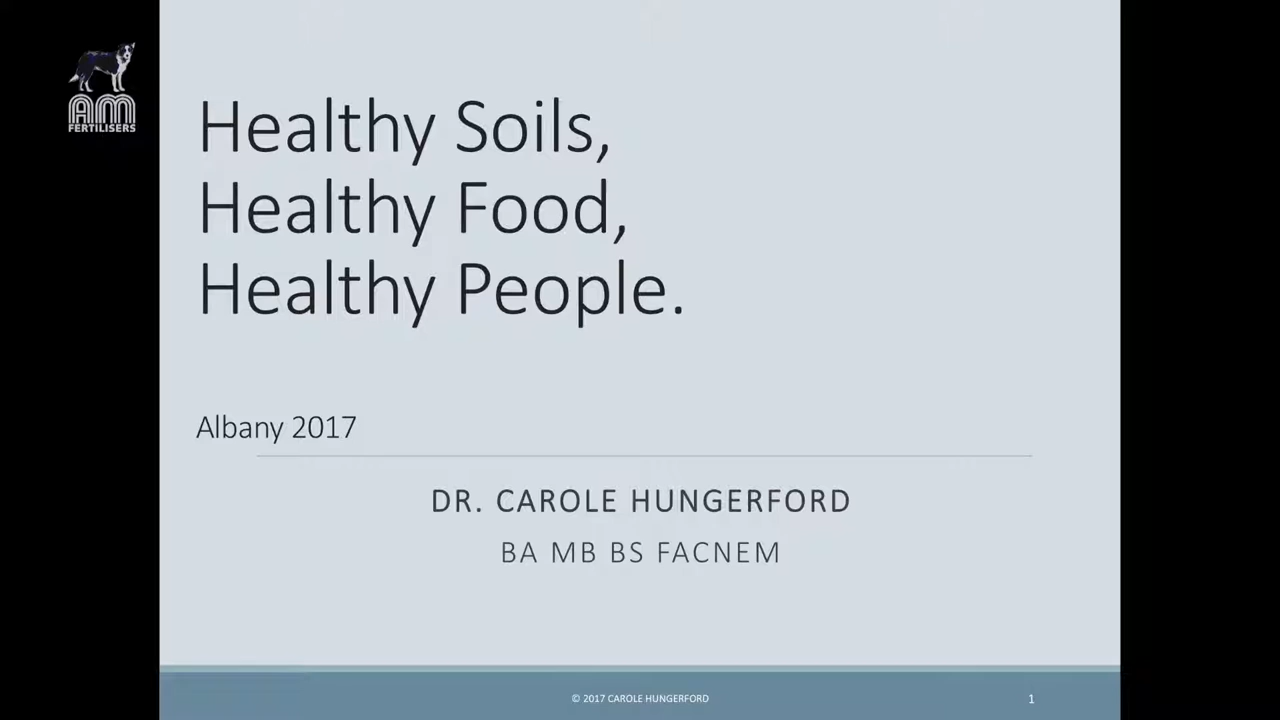 AM
FERTILISERS
Healthy Soils,
Healthy Food,
Healthy People.
Albany 2017
DR. CAROLE HUNGERFORD
BA MB BS FACNEM
© 2017 CAROLE HUNGERFORD
1